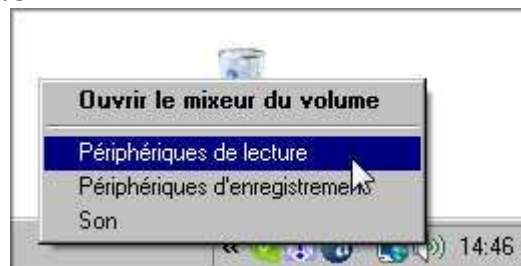 Ouvrir le mixeur du volume
Périphériques de lecture
Périphériques d'enregistrement
Son
14:46